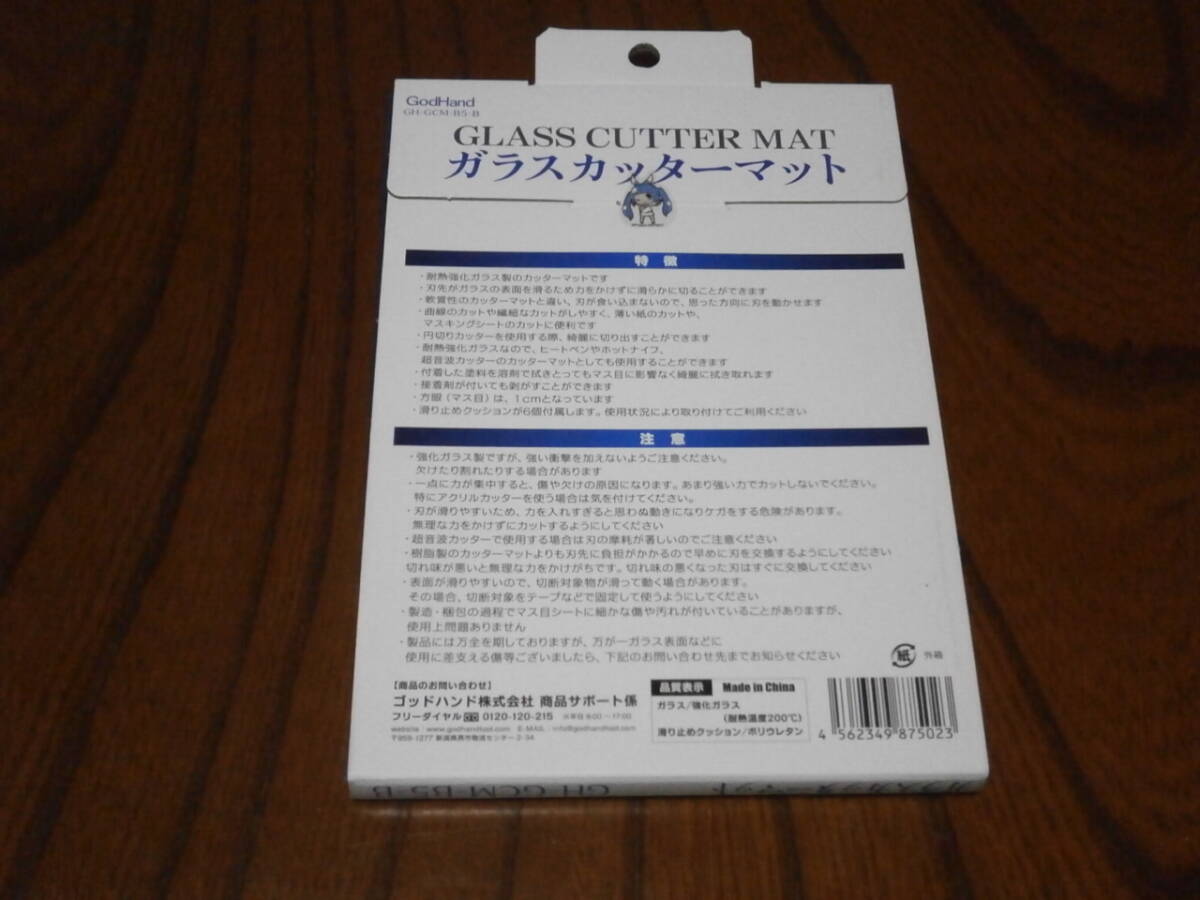 GodHand
GH-GCM-B5-B
GLASS CUTTER MAT
ガラスカッターマット
特徴
・耐熱強化ガラス製のカッターマットです
・刃先がガラスの表面を滑るため力をかけずに滑らかに切ることができます
・軟質性のカッターマットと違い、刃が食い込まないので、思った方向に刃を動かせます
・曲線のカットや繊細なカットがしやすく、薄い紙のカットや、
マスキングシートのカットに便利です
・円切りカッターを使用する際、綺麗に切り出すことができます
・耐熱強化ガラスなので、ヒートペンやホットナイフ、
超音波カッターのカッターマットとしても使用することができます
・付着した塗料を溶剤で拭きとってもマス目に影響なく綺麗に拭き取れます
・接着剤が付いても剥がすことができます
・方眼(マス目)は、1cmとなっています
・滑り止めクッションが6個付属します。使用状況により取り付けてご利用ください
注意
・強化ガラス製ですが、強い衝撃を加えないようご注意ください。
欠けたり割れたりする場合があります
・一点に力が集中すると、傷や欠けの原因になります。あまり強い力でカットしないでください。
特にアクリルカッターを使う場合は気を付けてください。
・刃が滑りやすいため、力を入れすぎると思わぬ動きになりケガをする危険があります。
無理な力をかけずにカットするようにしてください
・超音波カッターで使用する場合は刃の摩耗が著しいのでご注意ください
・樹脂製のカッターマットよりも刃先に負担がかかるので早めに刃を交換するようにしてください
切れ味が悪いと無理な力をかけがちです。切れ味の悪くなった刃はすぐに交換してください
・表面が滑りやすいので、切断対象物が滑って動く場合があります。
その場合、切断対象をテープなどで固定して使うようにしてください
・製造・梱包の過程でマス目シートに細かな傷や汚れが付いていることがありますが、
使用上問題ありません
・製品には万全を期しておりますが、万が一ガラス表面などに
使用に差支える傷等ございましたら、下記のお問い合わせ先までお知らせください
紙 外箱
【商品のお問い合わせ】
ゴッドハンド株式会社 商品サポート係
フリーダイヤル 0120-120-215
website:www.godhandtool.com E-MAIL:info@godhandtool.com
〒959-1277 新潟県燕市物流センター2-34
品質表示 Made in China
ガラス/強化ガラス
(耐熱温度200℃)
滑り止めクッション/ポリウレタン
4 562349 875023
GH-GCM-B5-B ガラスカッターマット